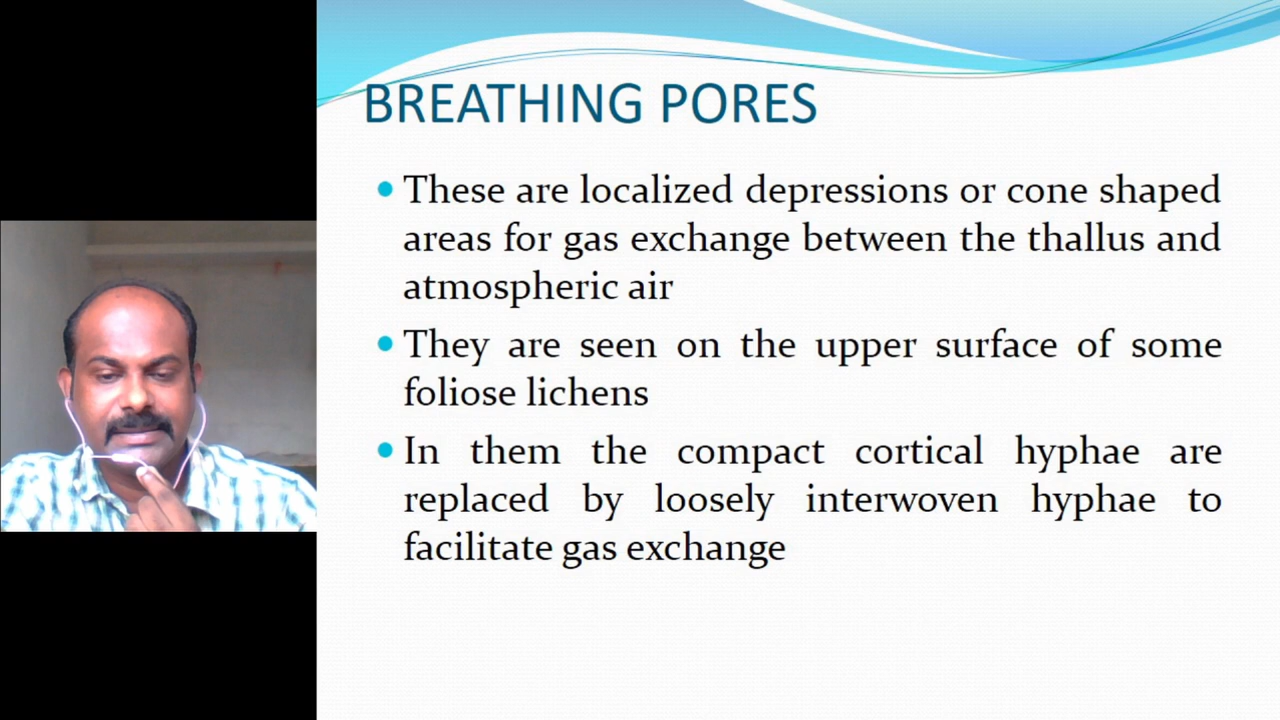 BREATHING PORES
These are localized depressions or cone shaped
areas for gas exchange between the thallus and
atmospheric air
They are seen on the upper surface of some
foliose lichens
In them the compact cortical hyphae are
replaced by loosely interwoven hyphae to
facilitate gas exchange